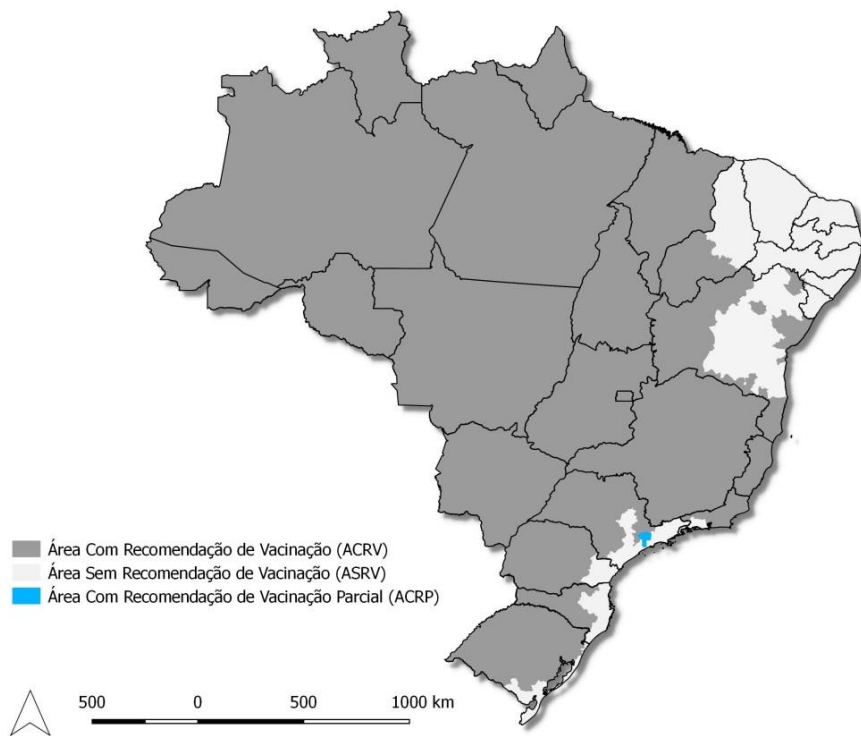 Área Com Recomendação de Vacinação (ACRV)
Área Sem Recomendação de Vacinação (ASRV)
Área Com Recomendação de Vacinação Parcial (ACRP)
500 0 500 1000 km